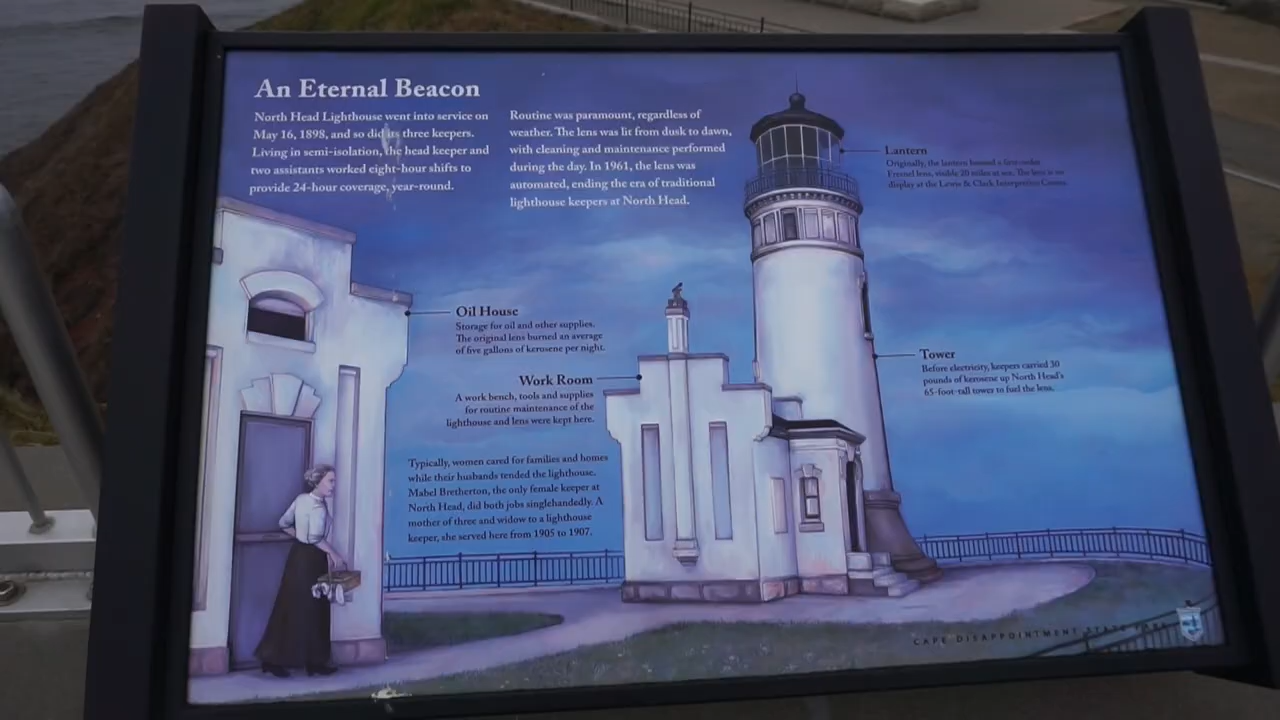 An Eternal Beacon
North Head Lighthouse went into service on
May 16, 1898, and so did its three keepers.
Living in semi-isolation, the head keeper and
two assistants worked eight-hour shifts to
provide 24-hour coverage, year-round.
Routine was paramount, regardless of
weather. The lens was lit from dusk to dawn,
with cleaning and maintenance performed
during the day. In 1961, the lens was
automated, ending the era of traditional
lighthouse keepers at North Head.
Lantern
Originally, the lantern housed a first-order
Fresnel lens, visible 20 miles at sea. The lens is on
display at the Lewis & Clark Interpretive Center.
Oil House
Storage for oil and other supplies.
The original lens burned an average
of five gallons of kerosene per night.
Work Room
A work bench, tools and supplies
for routine maintenance of the
lighthouse and lens were kept here.
Tower
Before electricity, keepers carried 30
pounds of kerosene up North Head's
65-foot-tall tower to fuel the lens.
Typically, women cared for families and homes
while their husbands tended the lighthouse.
Mabel Bretherton, the only female keeper at
North Head, did both jobs singlehandedly. A
mother of three and widow to a lighthouse
keeper, she served here from 1905 to 1907.
CAPE DISAPPOINTMENT STATE PARK